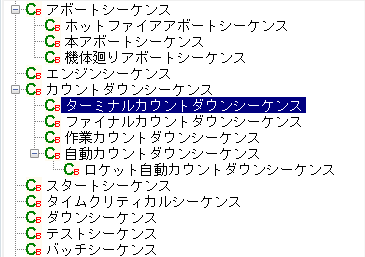 アボートシーケンス
ホットファイアアボートシーケンス
本アボートシーケンス
機体廻りアボートシーケンス
エンジンシーケンス
カウントダウンシーケンス
ターミナルカウントダウンシーケンス
ファイナルカウントダウンシーケンス
作業カウントダウンシーケンス
自動カウントダウンシーケンス
ロケット自動カウントダウンシーケンス
スタートシーケンス
タイムクリティカルシーケンス
ダウンシーケンス
テストシーケンス
バッチシーケンス